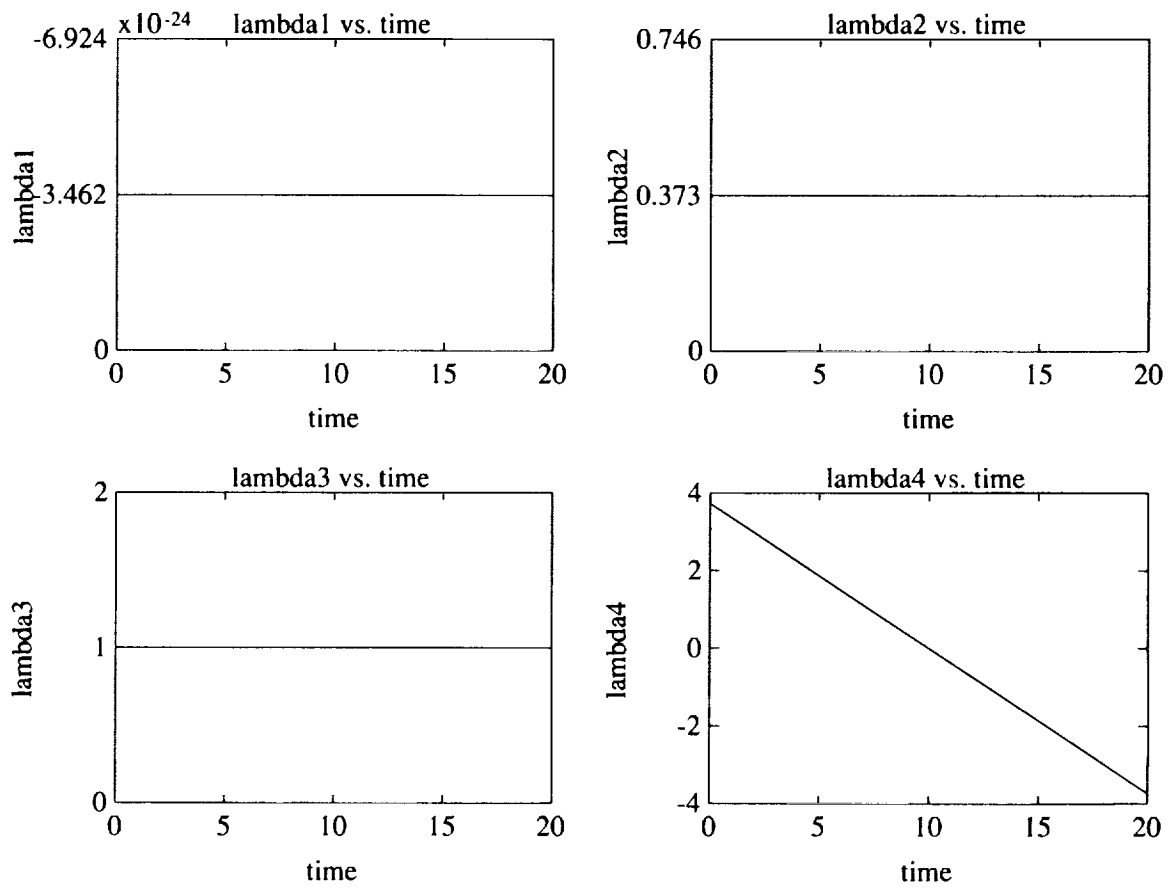 x10-24
lambda1 vs. time
-6.924
-3.462
0
lambda1
0 5 10 15 20
time
lambda2 vs. time
0.746
0.373
0
lambda2
0 5 10 15 20
time
lambda3 vs. time
2
1
0
lambda3
0 5 10 15 20
time
lambda4 vs. time
4
2
0
-2
-4
lambda4
0 5 10 15 20
time